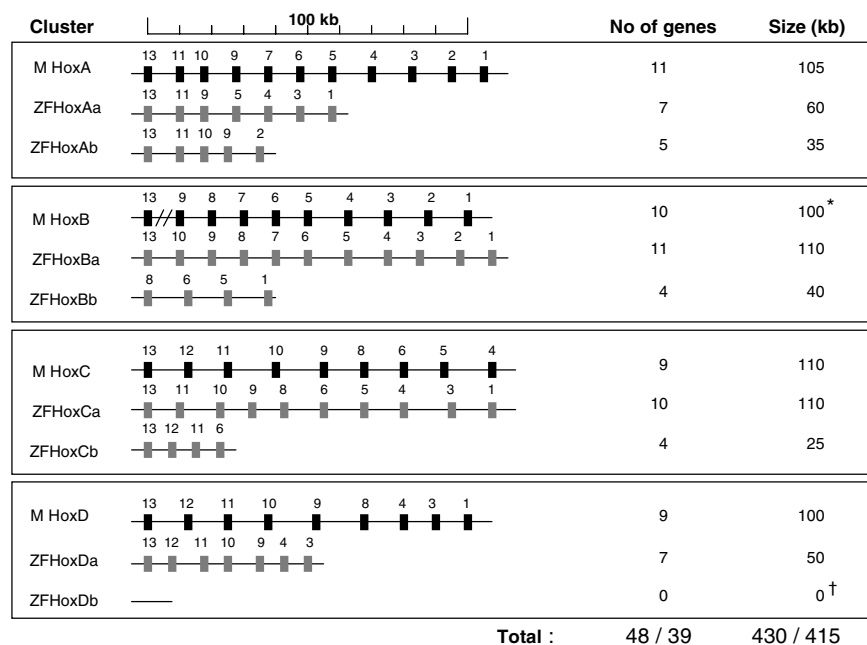 Cluster 100 kb No of genes Size (kb)
13 11 10 9 7 6 5 4 3 2 1
M HoxA 11 105
13 11 9 5 4 3 1
ZFHoxAa 7 60
13 11 10 9 2
ZFHoxAb 5 35
13 9 8 7 6 5 4 3 2 1
M HoxB 10 100*
13 10 9 8 7 6 5 4 3 2 1
ZFHoxBa 11 110
8 6 5 1
ZFHoxBb 4 40
13 12 11 10 9 8 6 5 4
M HoxC 9 110
13 11 10 9 8 6 5 4 3 1
ZFHoxCa 10 110
13 12 11 6
ZFHoxCb 4 25
13 12 11 10 9 8 4 3 1
M HoxD 9 100
13 12 11 10 9 4 3
ZFHoxDa 7 50
ZFHoxDb 0 0†
Total : 48 / 39 430 / 415